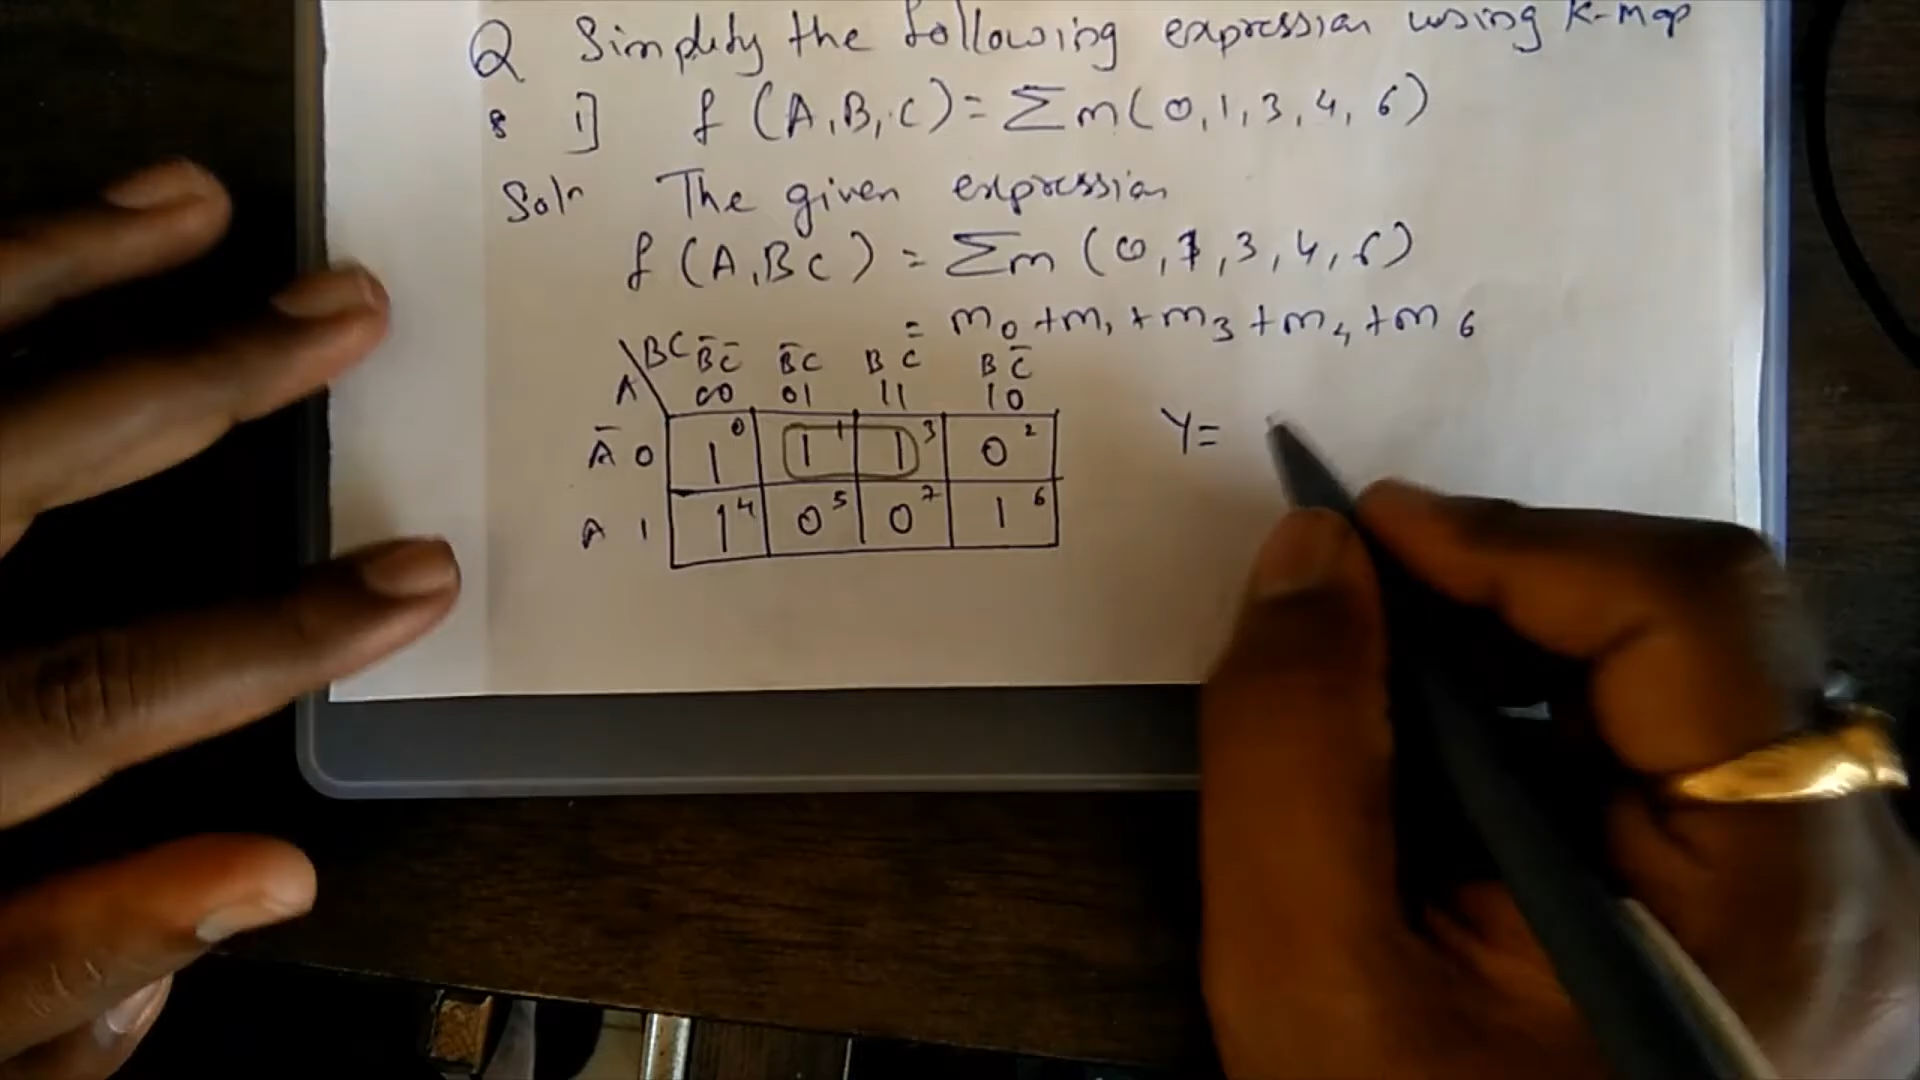 Q Simplify the following expression using K-Map
8 i] f (A,B,C) = Σm(0,1,3,4,6)
Soln The given expression
f (A,BC) = Σm (0,1,3,4,6)
= m0 + m1 + m3 + m4 + m6
BC B̄C̄ B̄C BC BC̄
A 00 01 11 10
Ā 0 1 0 1 1 1 3 0 2
A 1 1 4 0 5 0 7 1 6
Y =